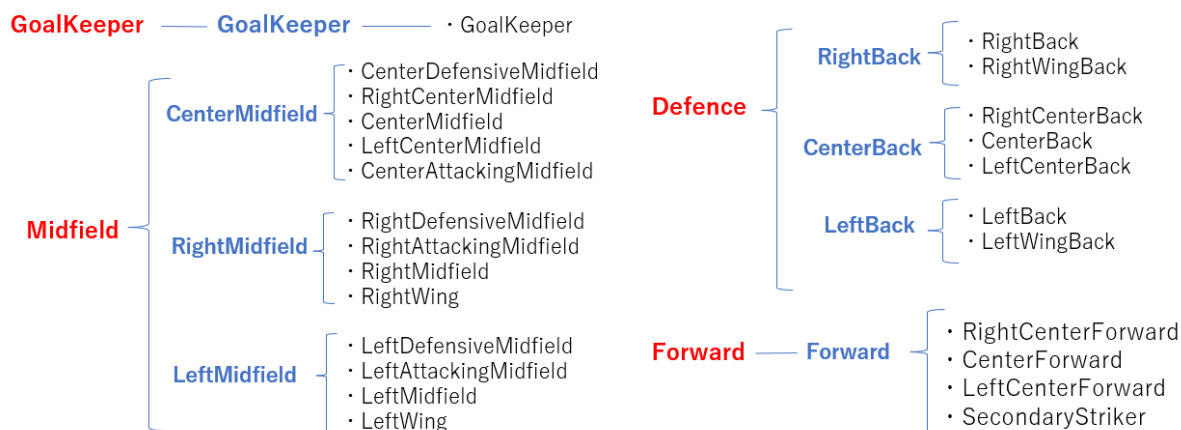 GoalKeeper GoalKeeper ・GoalKeeper
Midfield
CenterMidfield
・CenterDefensiveMidfield
・RightCenterMidfield
・CenterMidfield
・LeftCenterMidfield
・CenterAttackingMidfield
RightMidfield
・RightDefensiveMidfield
・RightAttackingMidfield
・RightMidfield
・RightWing
LeftMidfield
・LeftDefensiveMidfield
・LeftAttackingMidfield
・LeftMidfield
・LeftWing
Defence
RightBack
・RightBack
・RightWingBack
CenterBack
・RightCenterBack
・CenterBack
・LeftCenterBack
LeftBack
・LeftBack
・LeftWingBack
Forward Forward
・RightCenterForward
・CenterForward
・LeftCenterForward
・SecondaryStriker